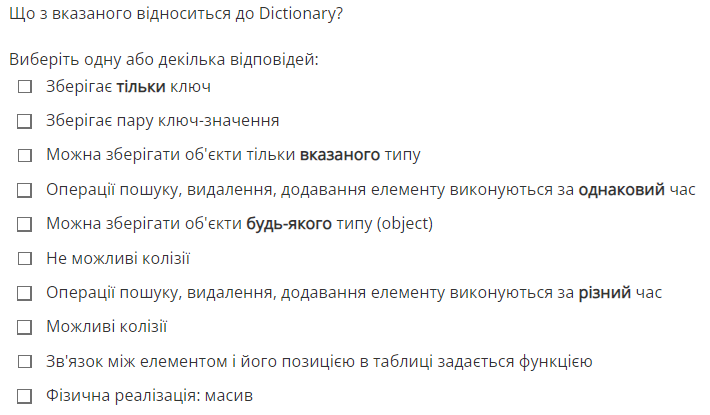 Що з вказаного відноситься до Dictionary?
Виберіть одну або декілька відповідей:
Зберігає тільки ключ
Зберігає пару ключ-значення
Можна зберігати об'єкти тільки вказаного типу
Операції пошуку, видалення, додавання елементу виконуються за однаковий час
Можна зберігати об'єкти будь-якого типу (object)
Не можливі колізії
Операції пошуку, видалення, додавання елементу виконуються за різний час
Можливі колізії
Зв'язок між елементом і його позицією в таблиці задається функцією
Фізична реалізація: масив